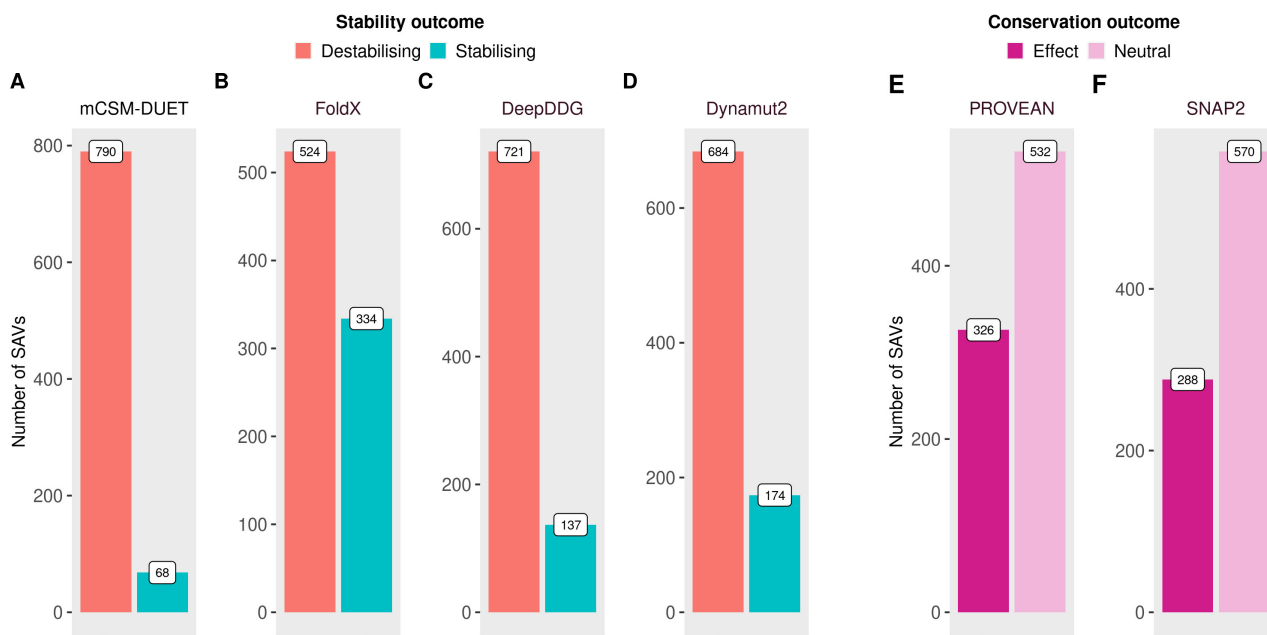 Stability outcome
Destabilising Stabilising
Conservation outcome
Effect Neutral
A
mCSM-DUET
Number of SAVs
800
600
400
200
0
790
68
B
FoldX
500
400
300
200
100
0
524
334
C
DeepDDG
600
400
200
0
721
137
D
Dynamut2
600
400
200
0
684
174
E
PROVEAN
Number of SAVs
400
200
0
326
532
F
SNAP2
400
200
0
288
570